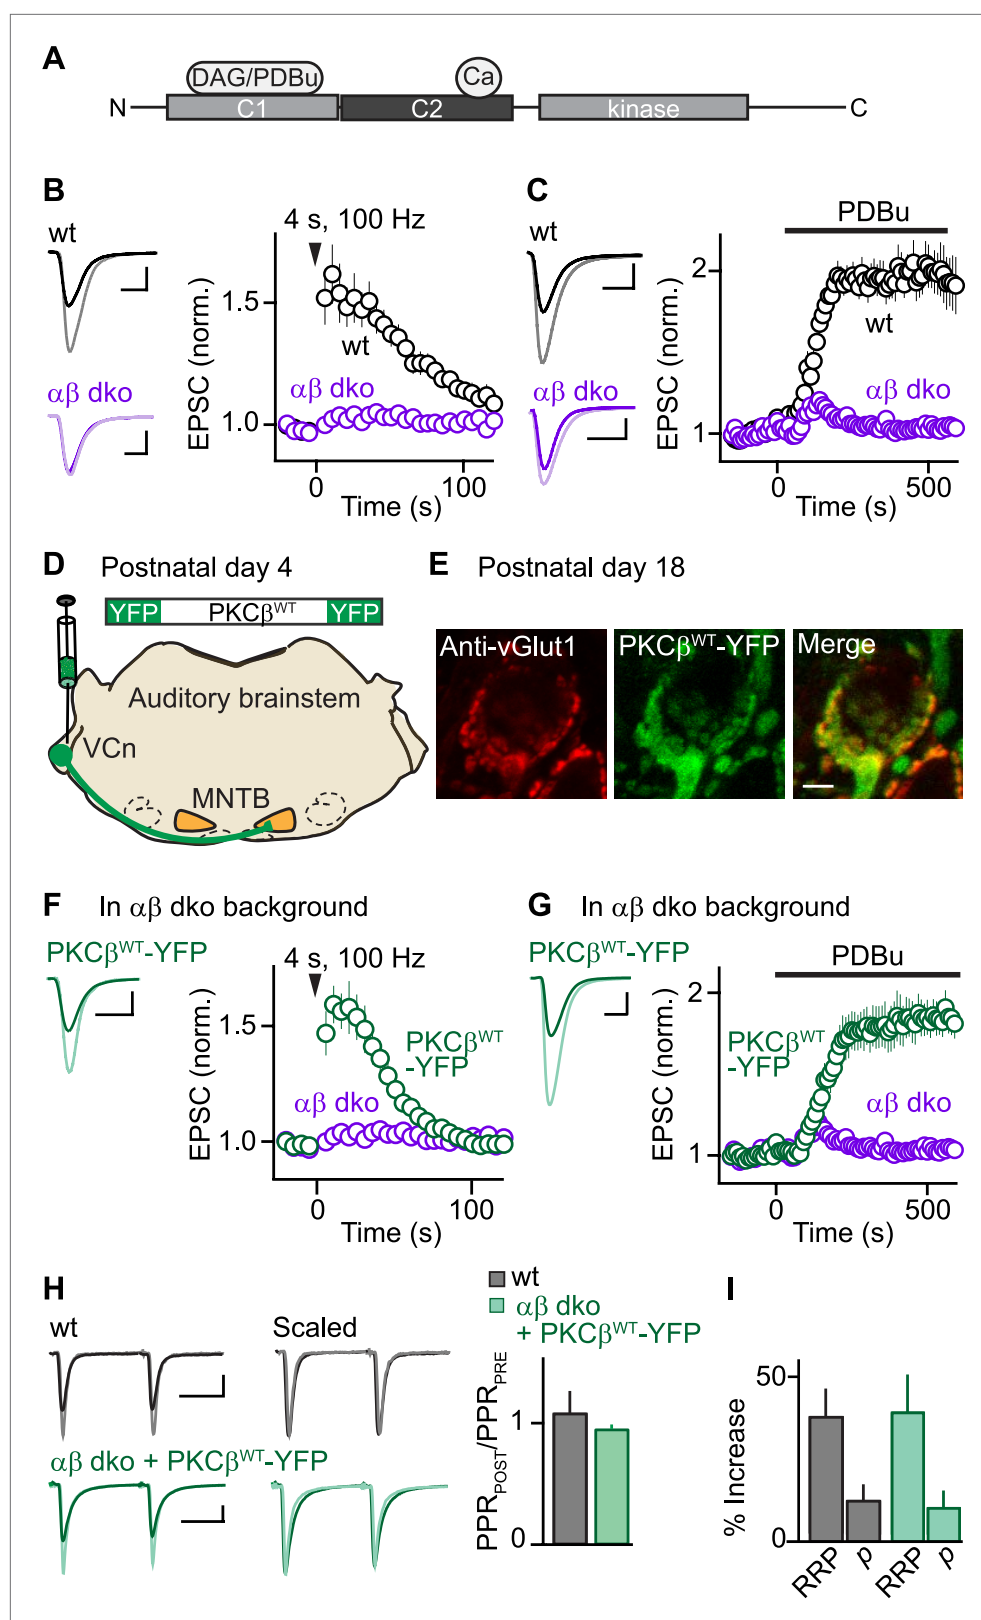 A
DAG/PDBu
Ca
N
C1
C2
kinase
C
B
wt
αβ dko
4 s, 100 Hz
EPSC (norm.)
1.5
1.0
wt
αβ dko
0
100
Time (s)
C
wt
αβ dko
PDBu
EPSC (norm.)
2
1
wt
αβ dko
0
500
Time (s)
D Postnatal day 4
YFP PKCβWT YFP
Auditory brainstem
VCn
MNTB
E Postnatal day 18
Anti-vGlut1
PKCβWT-YFP
Merge
F In αβ dko background
PKCβWT-YFP
4 s, 100 Hz
EPSC (norm.)
1.5
1.0
PKCβWT
-YFP
αβ dko
0
100
Time (s)
G In αβ dko background
PKCβWT-YFP
PDBu
EPSC (norm.)
2
1
PKCβWT
-YFP
αβ dko
0
500
Time (s)
H
wt
Scaled
αβ dko + PKCβWT-YFP
wt
αβ dko
+ PKCβWT-YFP
PPRPOST/PPRPRE
1
0
I
% Increase
50
0
RRP
p
RRP
p